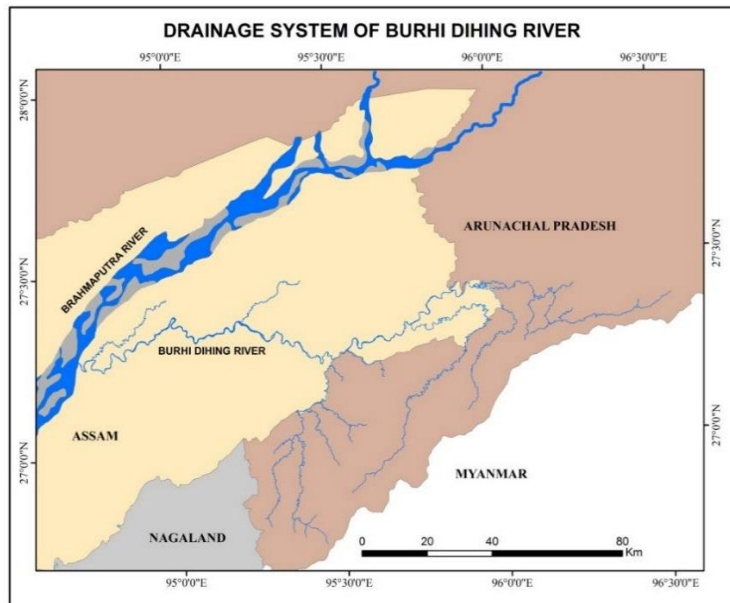 DRAINAGE SYSTEM OF BURHI DIHING RIVER
95°0'0"E 95°30'0"E 96°0'0"E 96°30'0"E
28°0'0"N
BRAHMAPUTRA RIVER
ARUNACHAL PRADESH
27°30'0"N
27°30'0"N
BURHI DIHING RIVER
ASSAM
27°0'0"N
27°0'0"N
MYANMAR
NAGALAND
0 20 40 80
Km
95°0'0"E 95°30'0"E 96°0'0"E 96°30'0"E